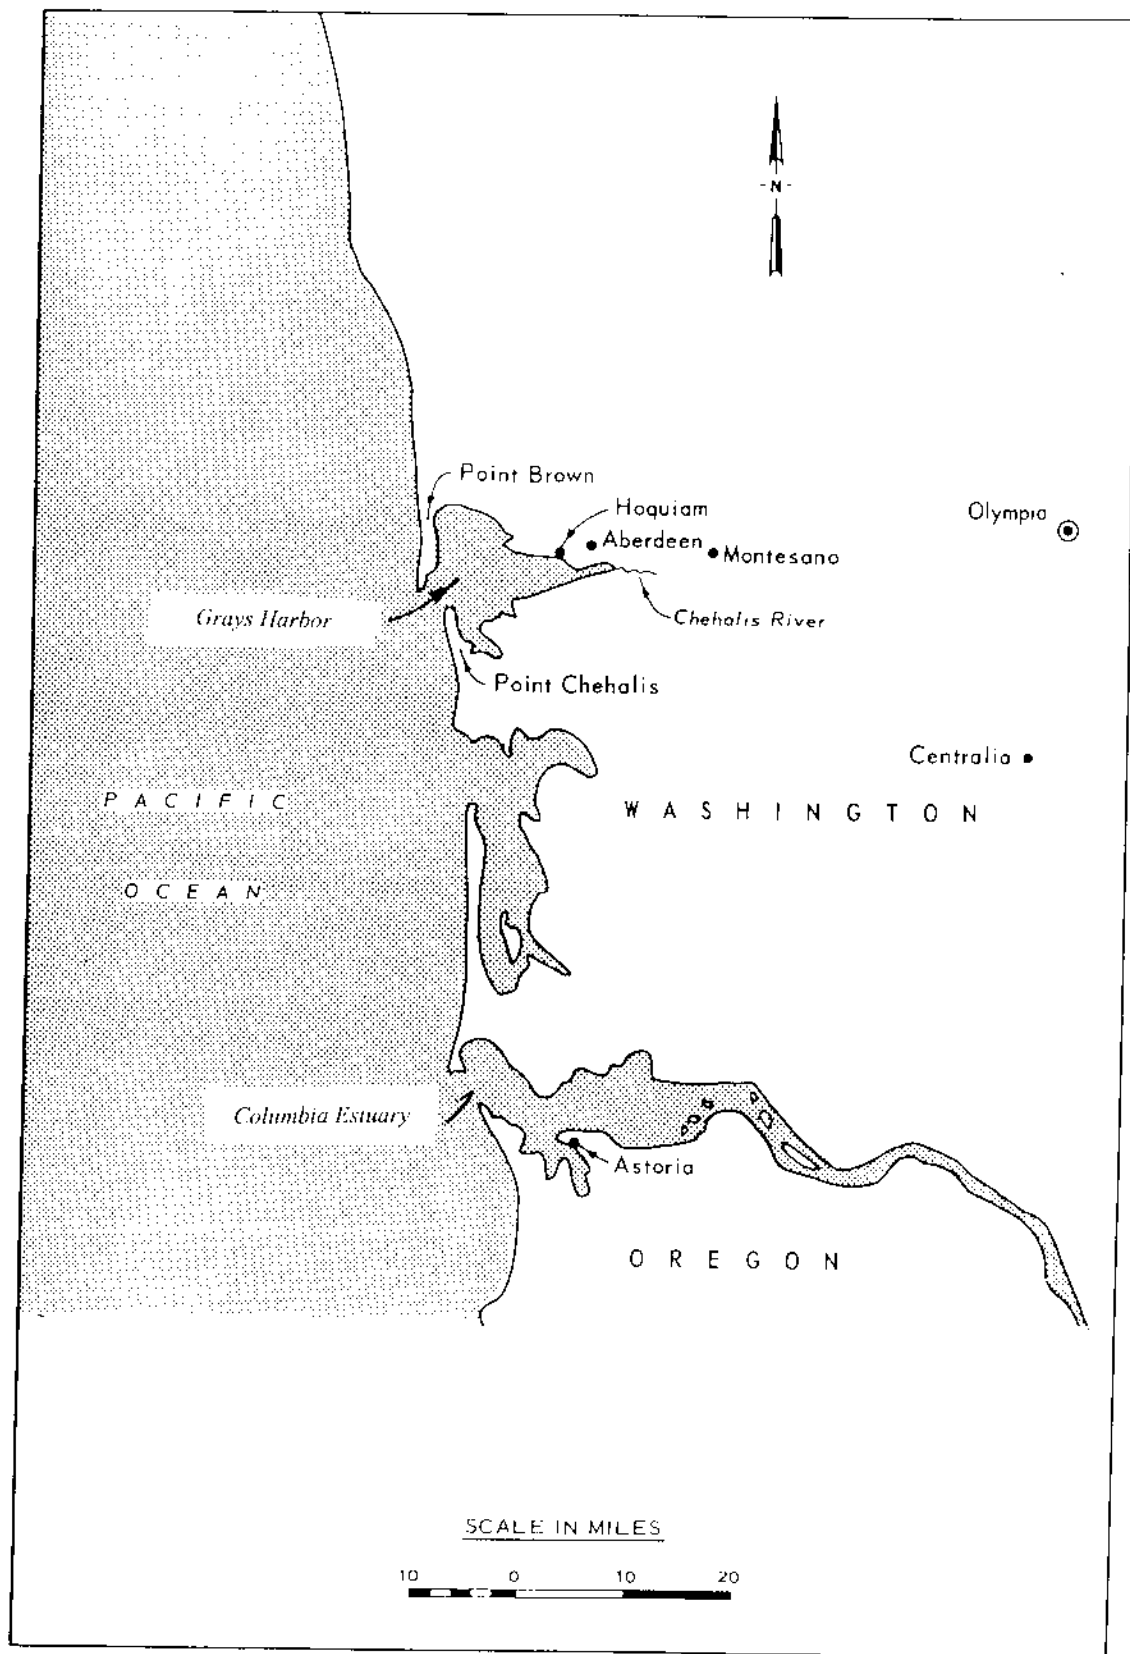 -N-
Point Brown
Hoquiam
Olympia
Aberdeen
Montesano
Grays Harbor
Chehalis River
Point Chehalis
Centralia
PACIFIC
WASHINGTON
OCEAN
Columbia Estuary
Astoria
OREGON
SCALE IN MILES
10 0 10 20